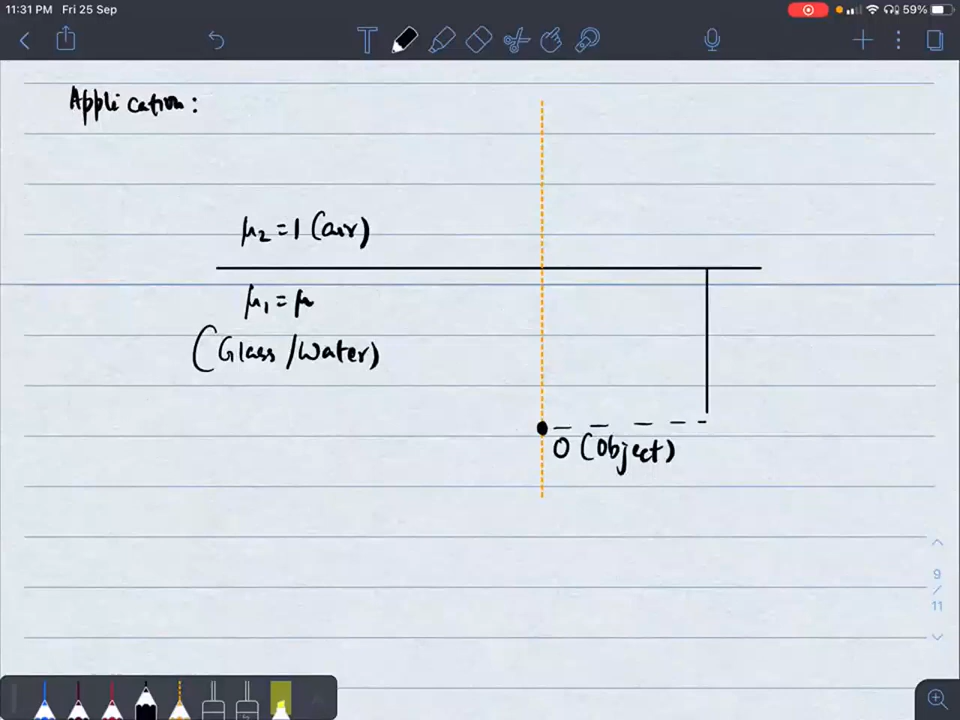 11:31 PM Fri 25 Sep
59%
T
Application:
μ₂ = 1 (air)
μ₁ = μ
(Glass / Water)
O (Object)
9
/
11